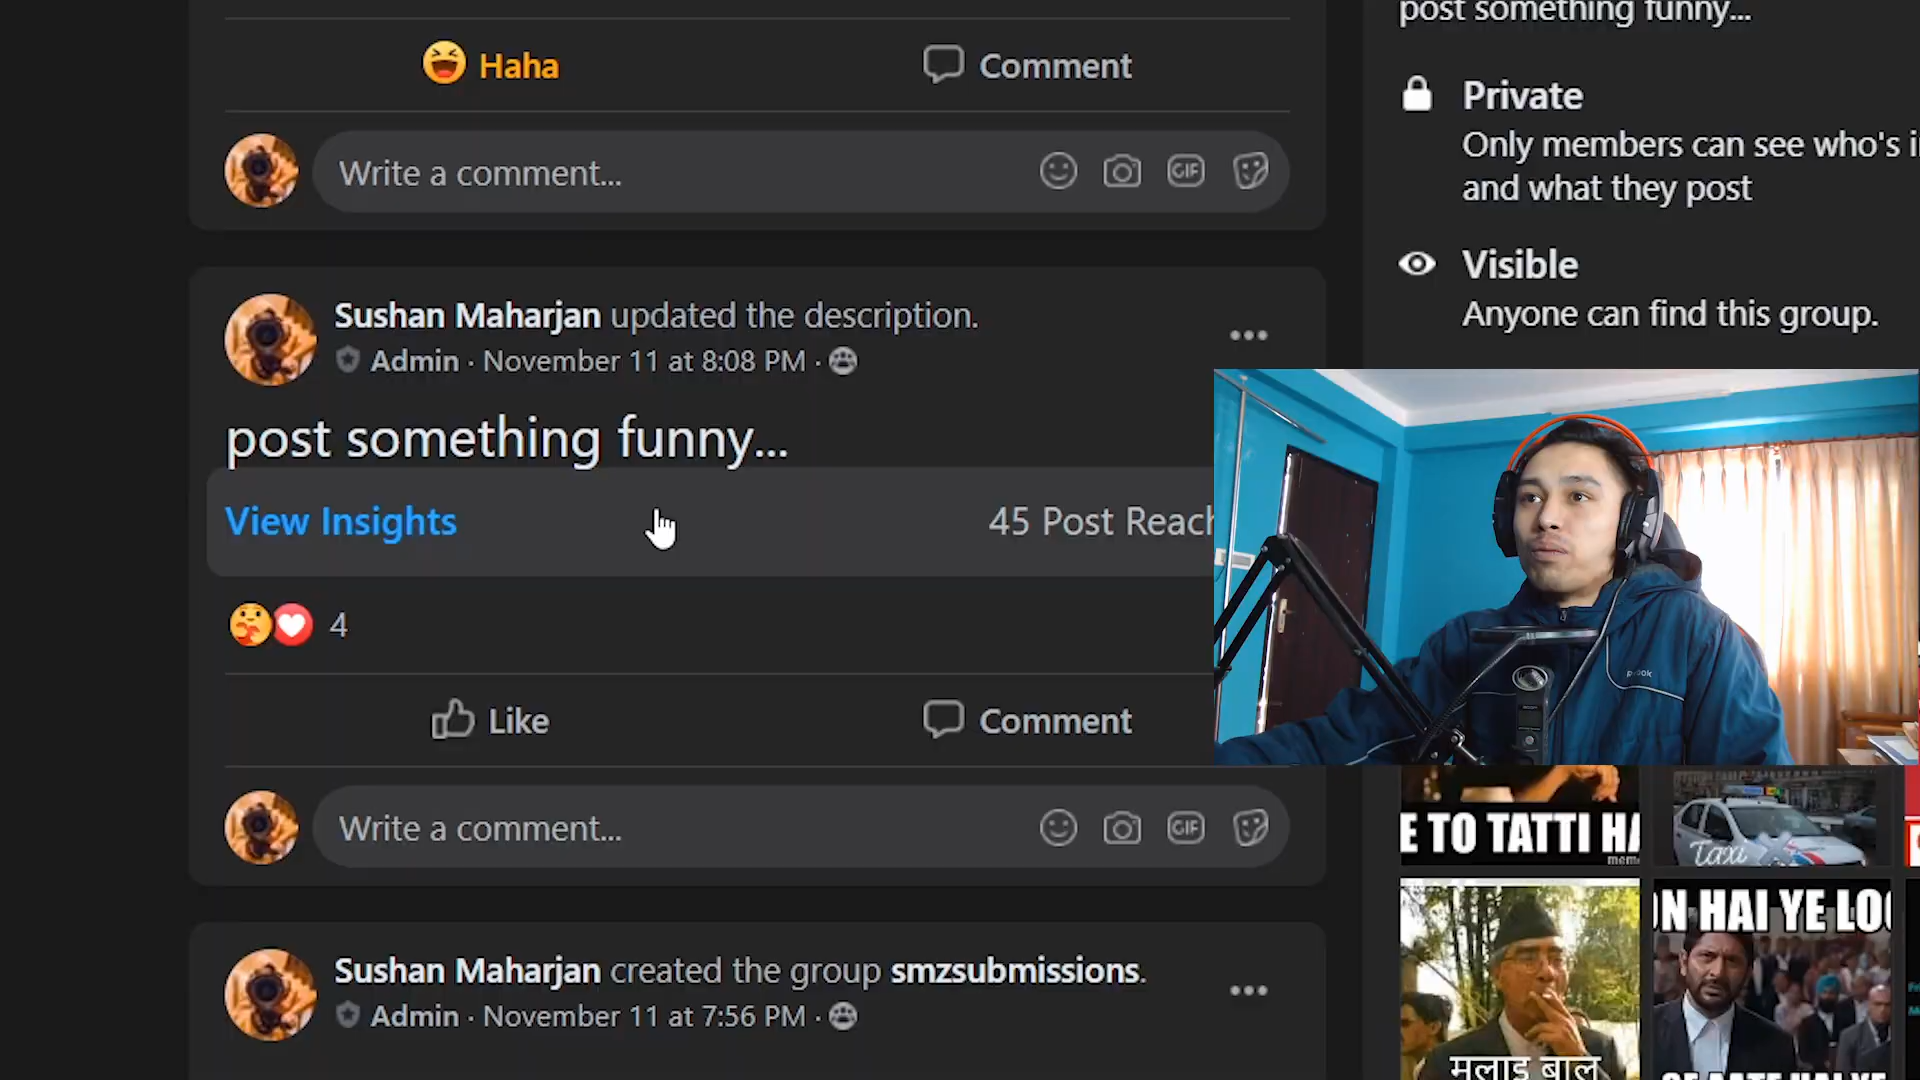 post something funny...
Haha
Comment
Private
Only members can see who's i
and what they post
Write a comment...
GIF
Visible
Anyone can find this group.
Sushan Maharjan updated the description.
Admin · November 11 at 8:08 PM ·
post something funny...
View Insights
45 Post Reach
4
Like
Comment
Write a comment...
GIF
E TO TATTI HA
Taxi
Sushan Maharjan created the group smzsubmissions.
Admin · November 11 at 7:56 PM ·
N HAI YE LO
मलाइ बाल